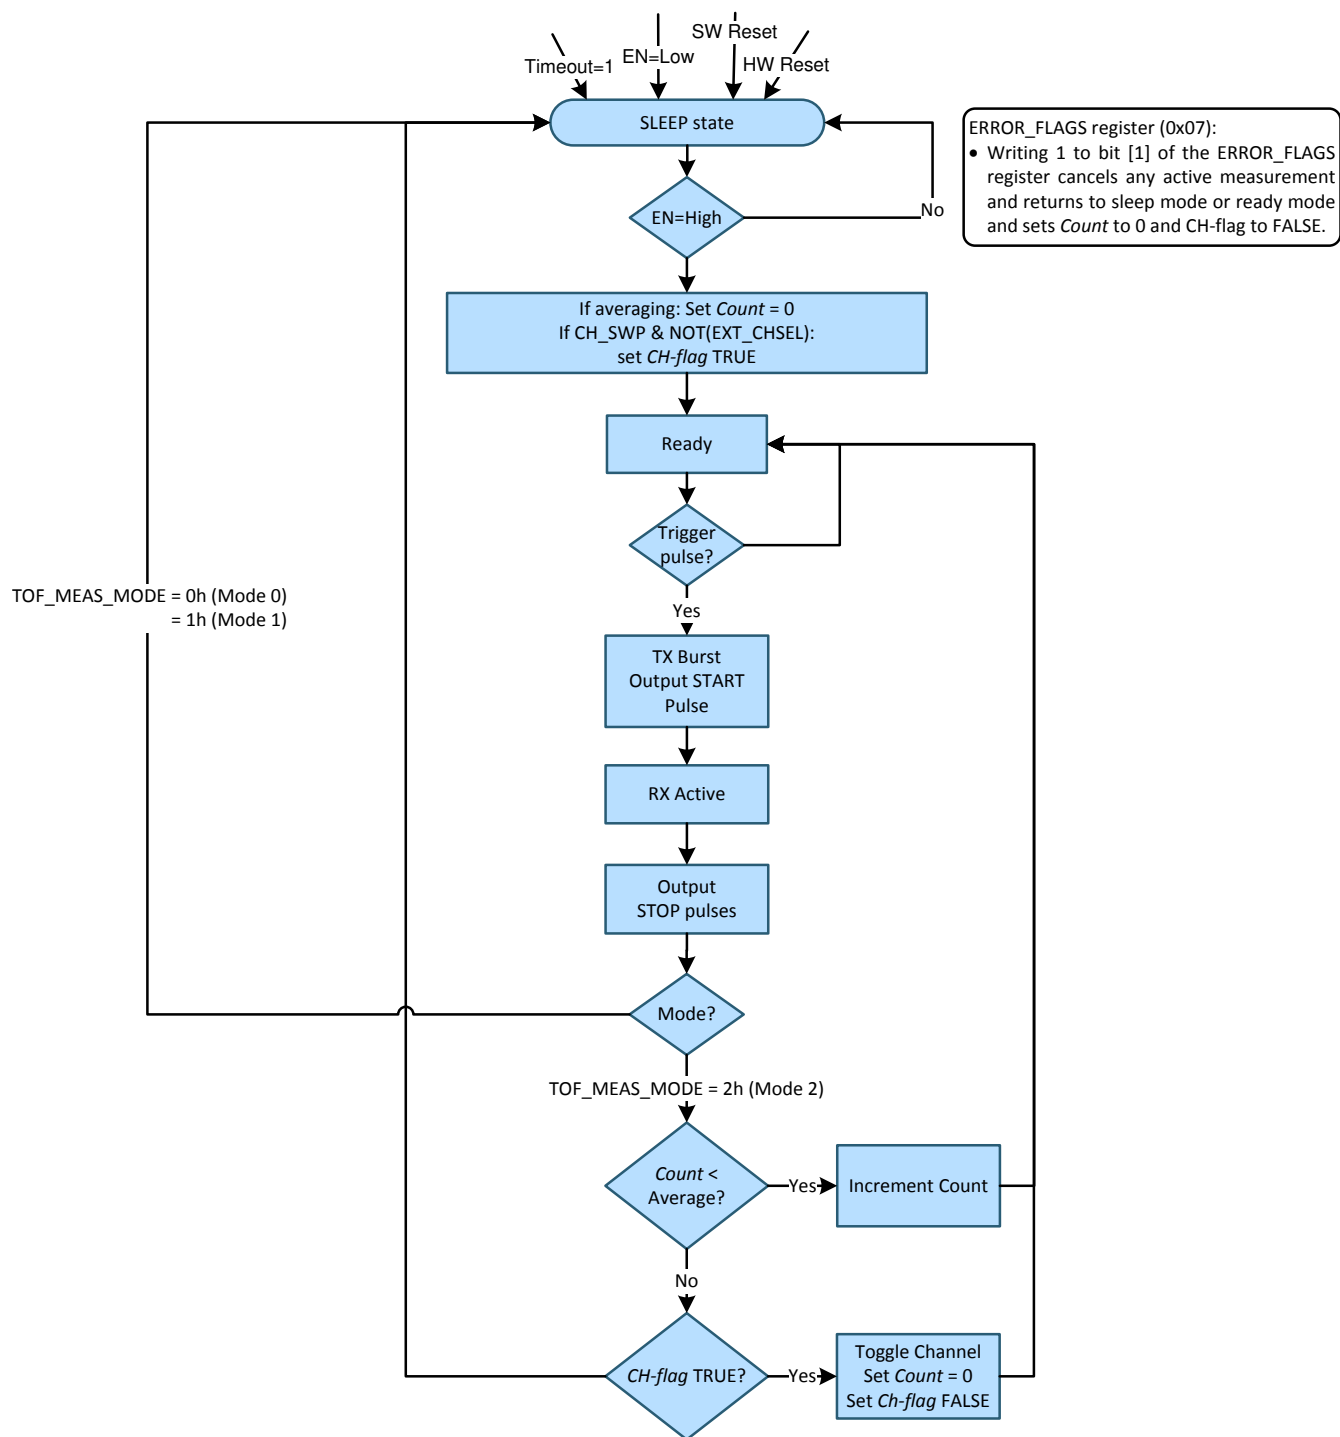 SW Reset
EN=Low
HW Reset
Timeout=1
SLEEP state
ERROR_FLAGS register (0x07):
• Writing 1 to bit [1] of the ERROR_FLAGS
register cancels any active measurement
and returns to sleep mode or ready mode
and sets Count to 0 and CH-flag to FALSE.
EN=High
No
If averaging: Set Count = 0
If CH_SWP & NOT(EXT_CHSEL):
set CH-flag TRUE
Ready
Trigger
pulse?
Yes
TOF_MEAS_MODE = 0h (Mode 0)
= 1h (Mode 1)
TX Burst
Output START
Pulse
RX Active
Output
STOP pulses
Mode?
TOF_MEAS_MODE = 2h (Mode 2)
Count <
Average?
Yes
Increment Count
No
CH-flag TRUE?
Yes
Toggle Channel
Set Count = 0
Set Ch-flag FALSE